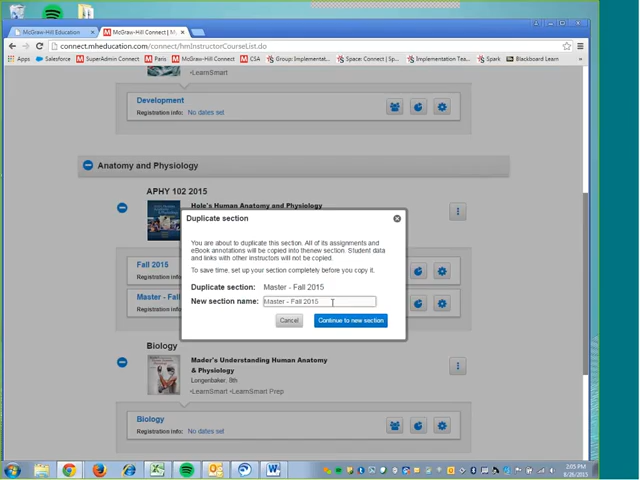 McGraw-Hill Education
McGraw-Hill Connect | M...
connect.mheducation.com/connect/hmInstructorCourseList.do
Apps Salesforce SuperAdmin Connect Paris McGraw-Hill Connect CSA Group: Implementat... Space: Connect | Sp... Implementation Tea... Spark Blackboard Learn
•LearnSmart
Development
Registration info: No dates set
Anatomy and Physiology
APHY 102 2015
Hole's Human Anatomy and Physiology
Fall 2015
Registration
Master - Fall
Registration
Duplicate section
You are about to duplicate this section. All of its assignments and
eBook annotations will be copied into thenew section. Student data
and links with other instructors will not be copied.
To save time, set up your section completely before you copy it.
Duplicate section: Master - Fall 2015
New section name: Master - Fall 2015
Cancel Continue to new section
Biology
Mader's Understanding Human Anatomy
& Physiology
Longenbaker, 8th
•LearnSmart •LearnSmart Prep
Biology
Registration info: No dates set
2:05 PM
8/26/2015